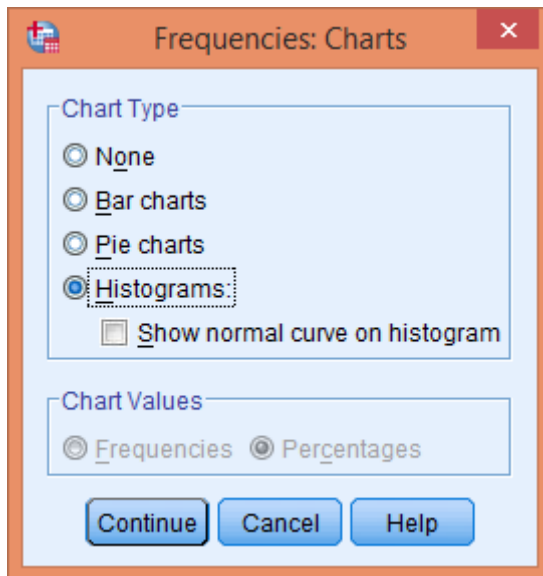 Frequencies: Charts
Chart Type
None
Bar charts
Pie charts
Histograms:
Show normal curve on histogram
Chart Values
Frequencies Percentages
Continue Cancel Help